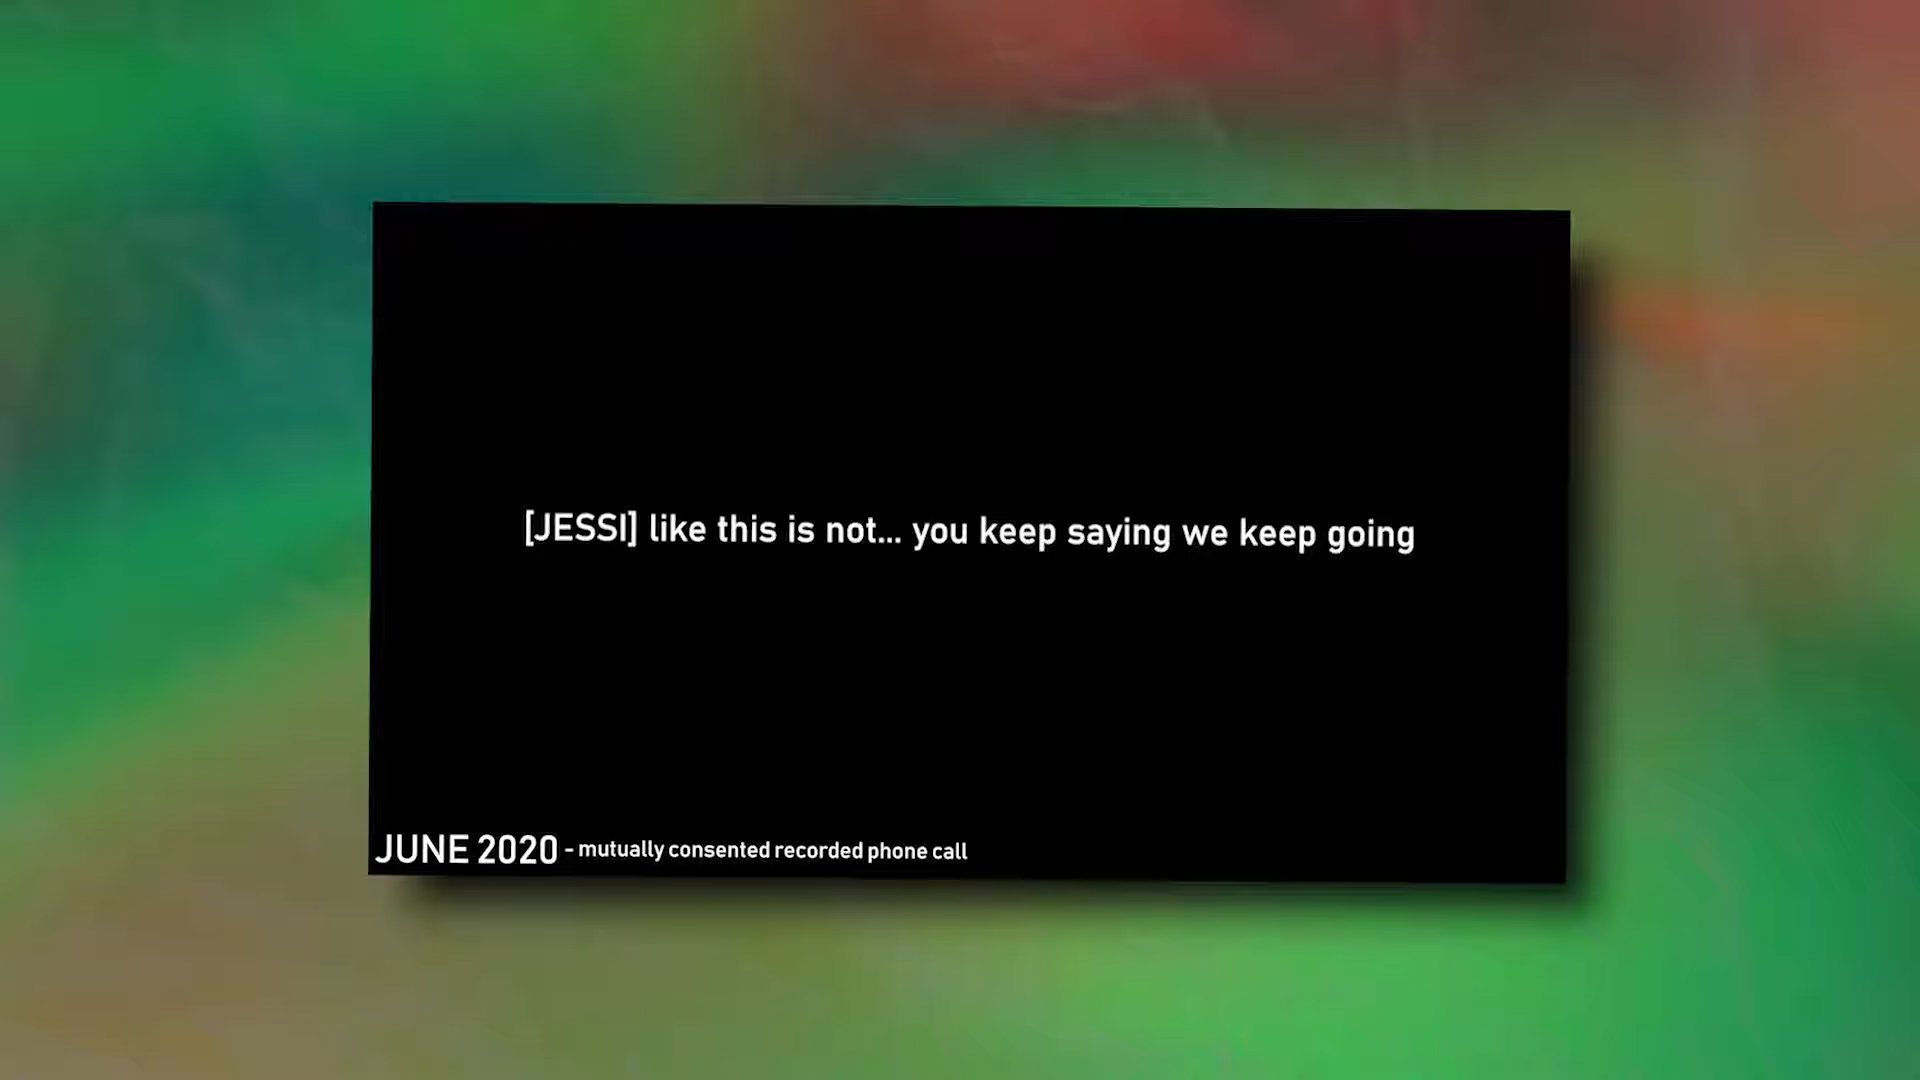 [JESSI] like this is not... you keep saying we keep going
JUNE 2020 - mutually consented recorded phone call